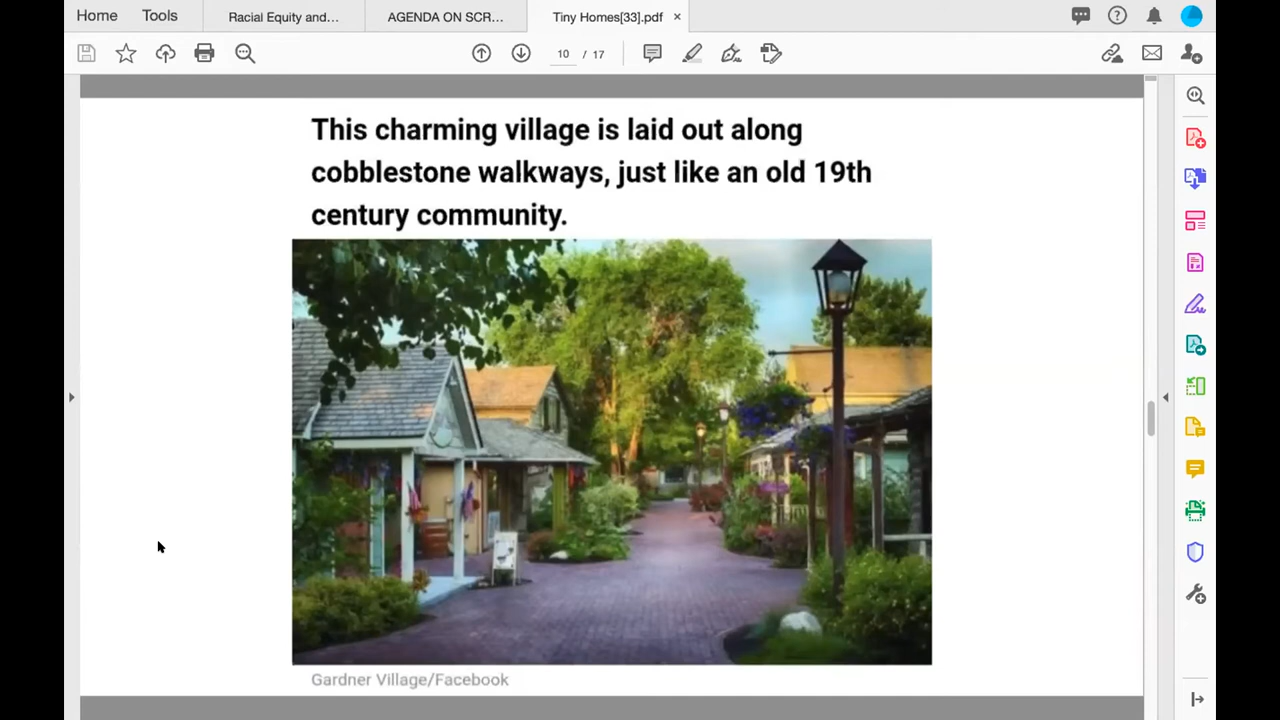 Home
Tools
Racial Equity and...
AGENDA ON SCR...
Tiny Homes[33].pdf
10 / 17
This charming village is laid out along
cobblestone walkways, just like an old 19th
century community.
Gardner Village/Facebook